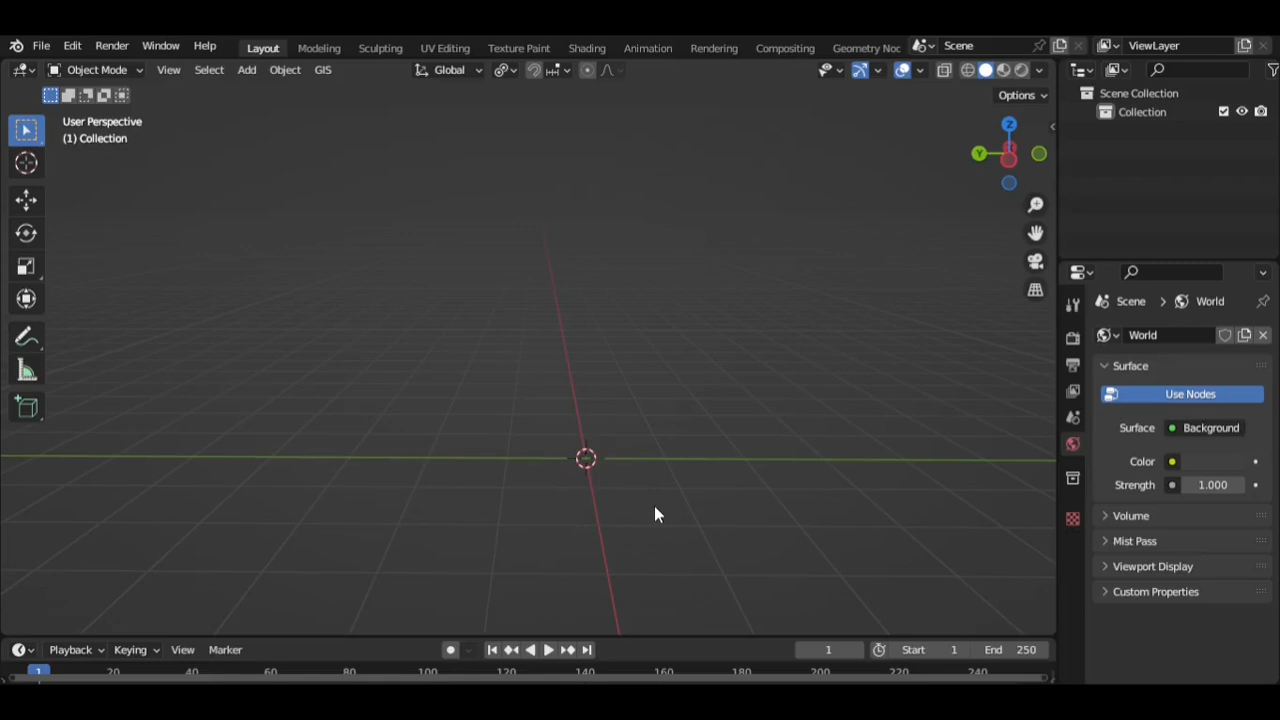 File Edit Render Window Help Layout Modeling Sculpting UV Editing Texture Paint Shading Animation Rendering Compositing Geometry Noc Scene ViewLayer
Object Mode View Select Add Object GIS Global
Options
User Perspective
(1) Collection
Z
Y
Scene Collection
Collection
Scene > World
World
Surface
Use Nodes
Surface Background
Color
Strength 1.000
Volume
Mist Pass
Viewport Display
Custom Properties
Playback Keying View Marker 1 Start 1 End 250
1 20 40 60 80 100 120 140 160 180 200 220 240